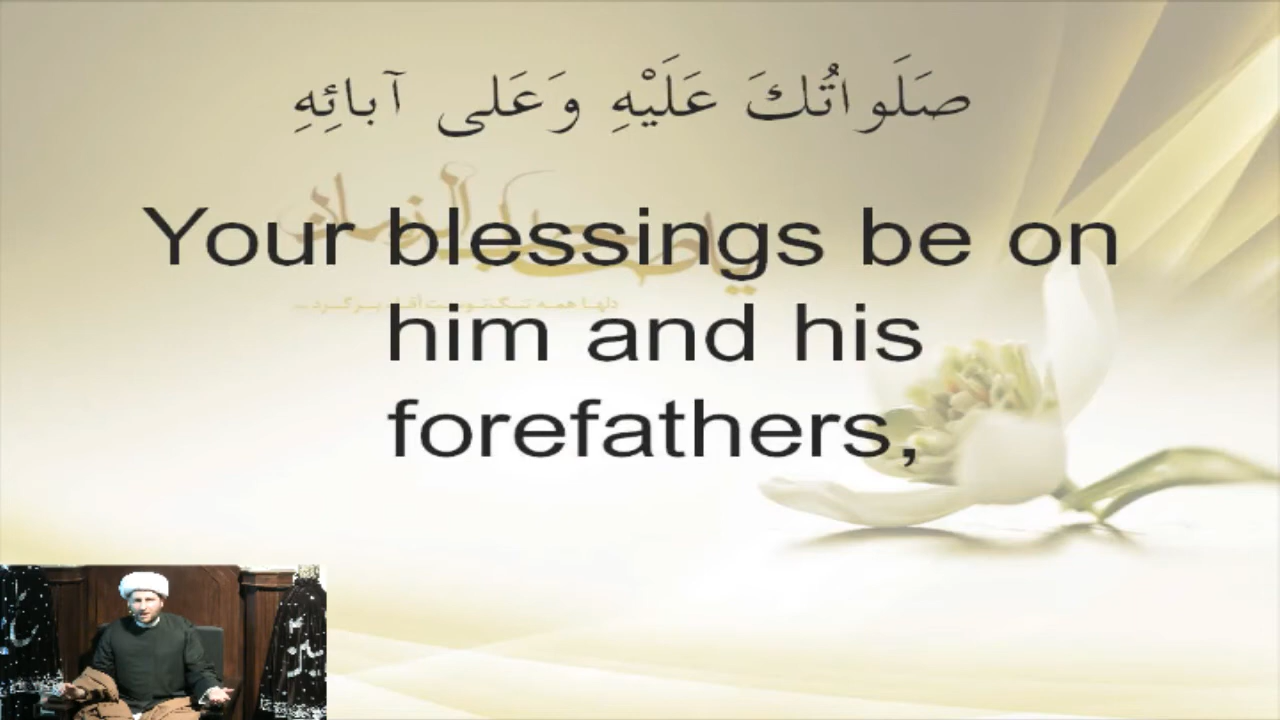 صَلَواتُكَ عَلَيْهِ وَعَلى آبائِهِ
Your blessings be on
him and his
forefathers,